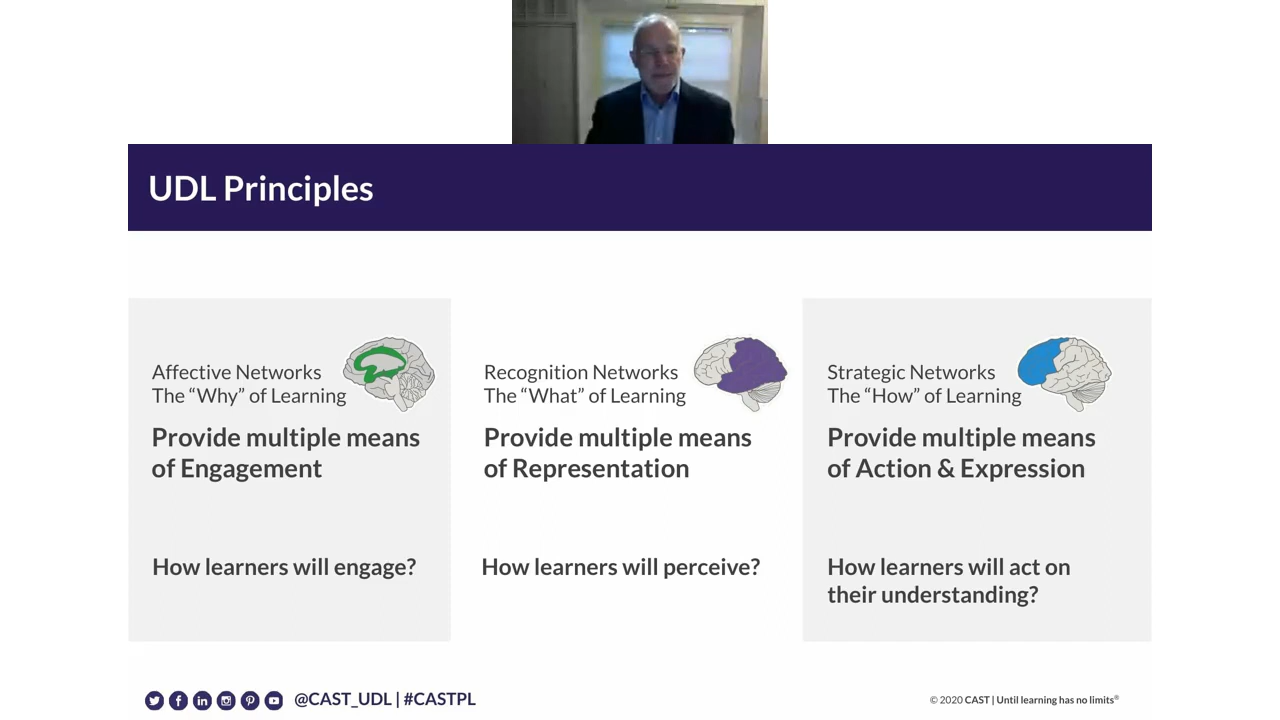 UDL Principles
Affective Networks
The “Why” of Learning
Provide multiple means
of Engagement
How learners will engage?
Recognition Networks
The “What” of Learning
Provide multiple means
of Representation
How learners will perceive?
Strategic Networks
The “How” of Learning
Provide multiple means
of Action & Expression
How learners will act on
their understanding?
@CAST_UDL | #CASTPL
© 2020 CAST | Until learning has no limits®